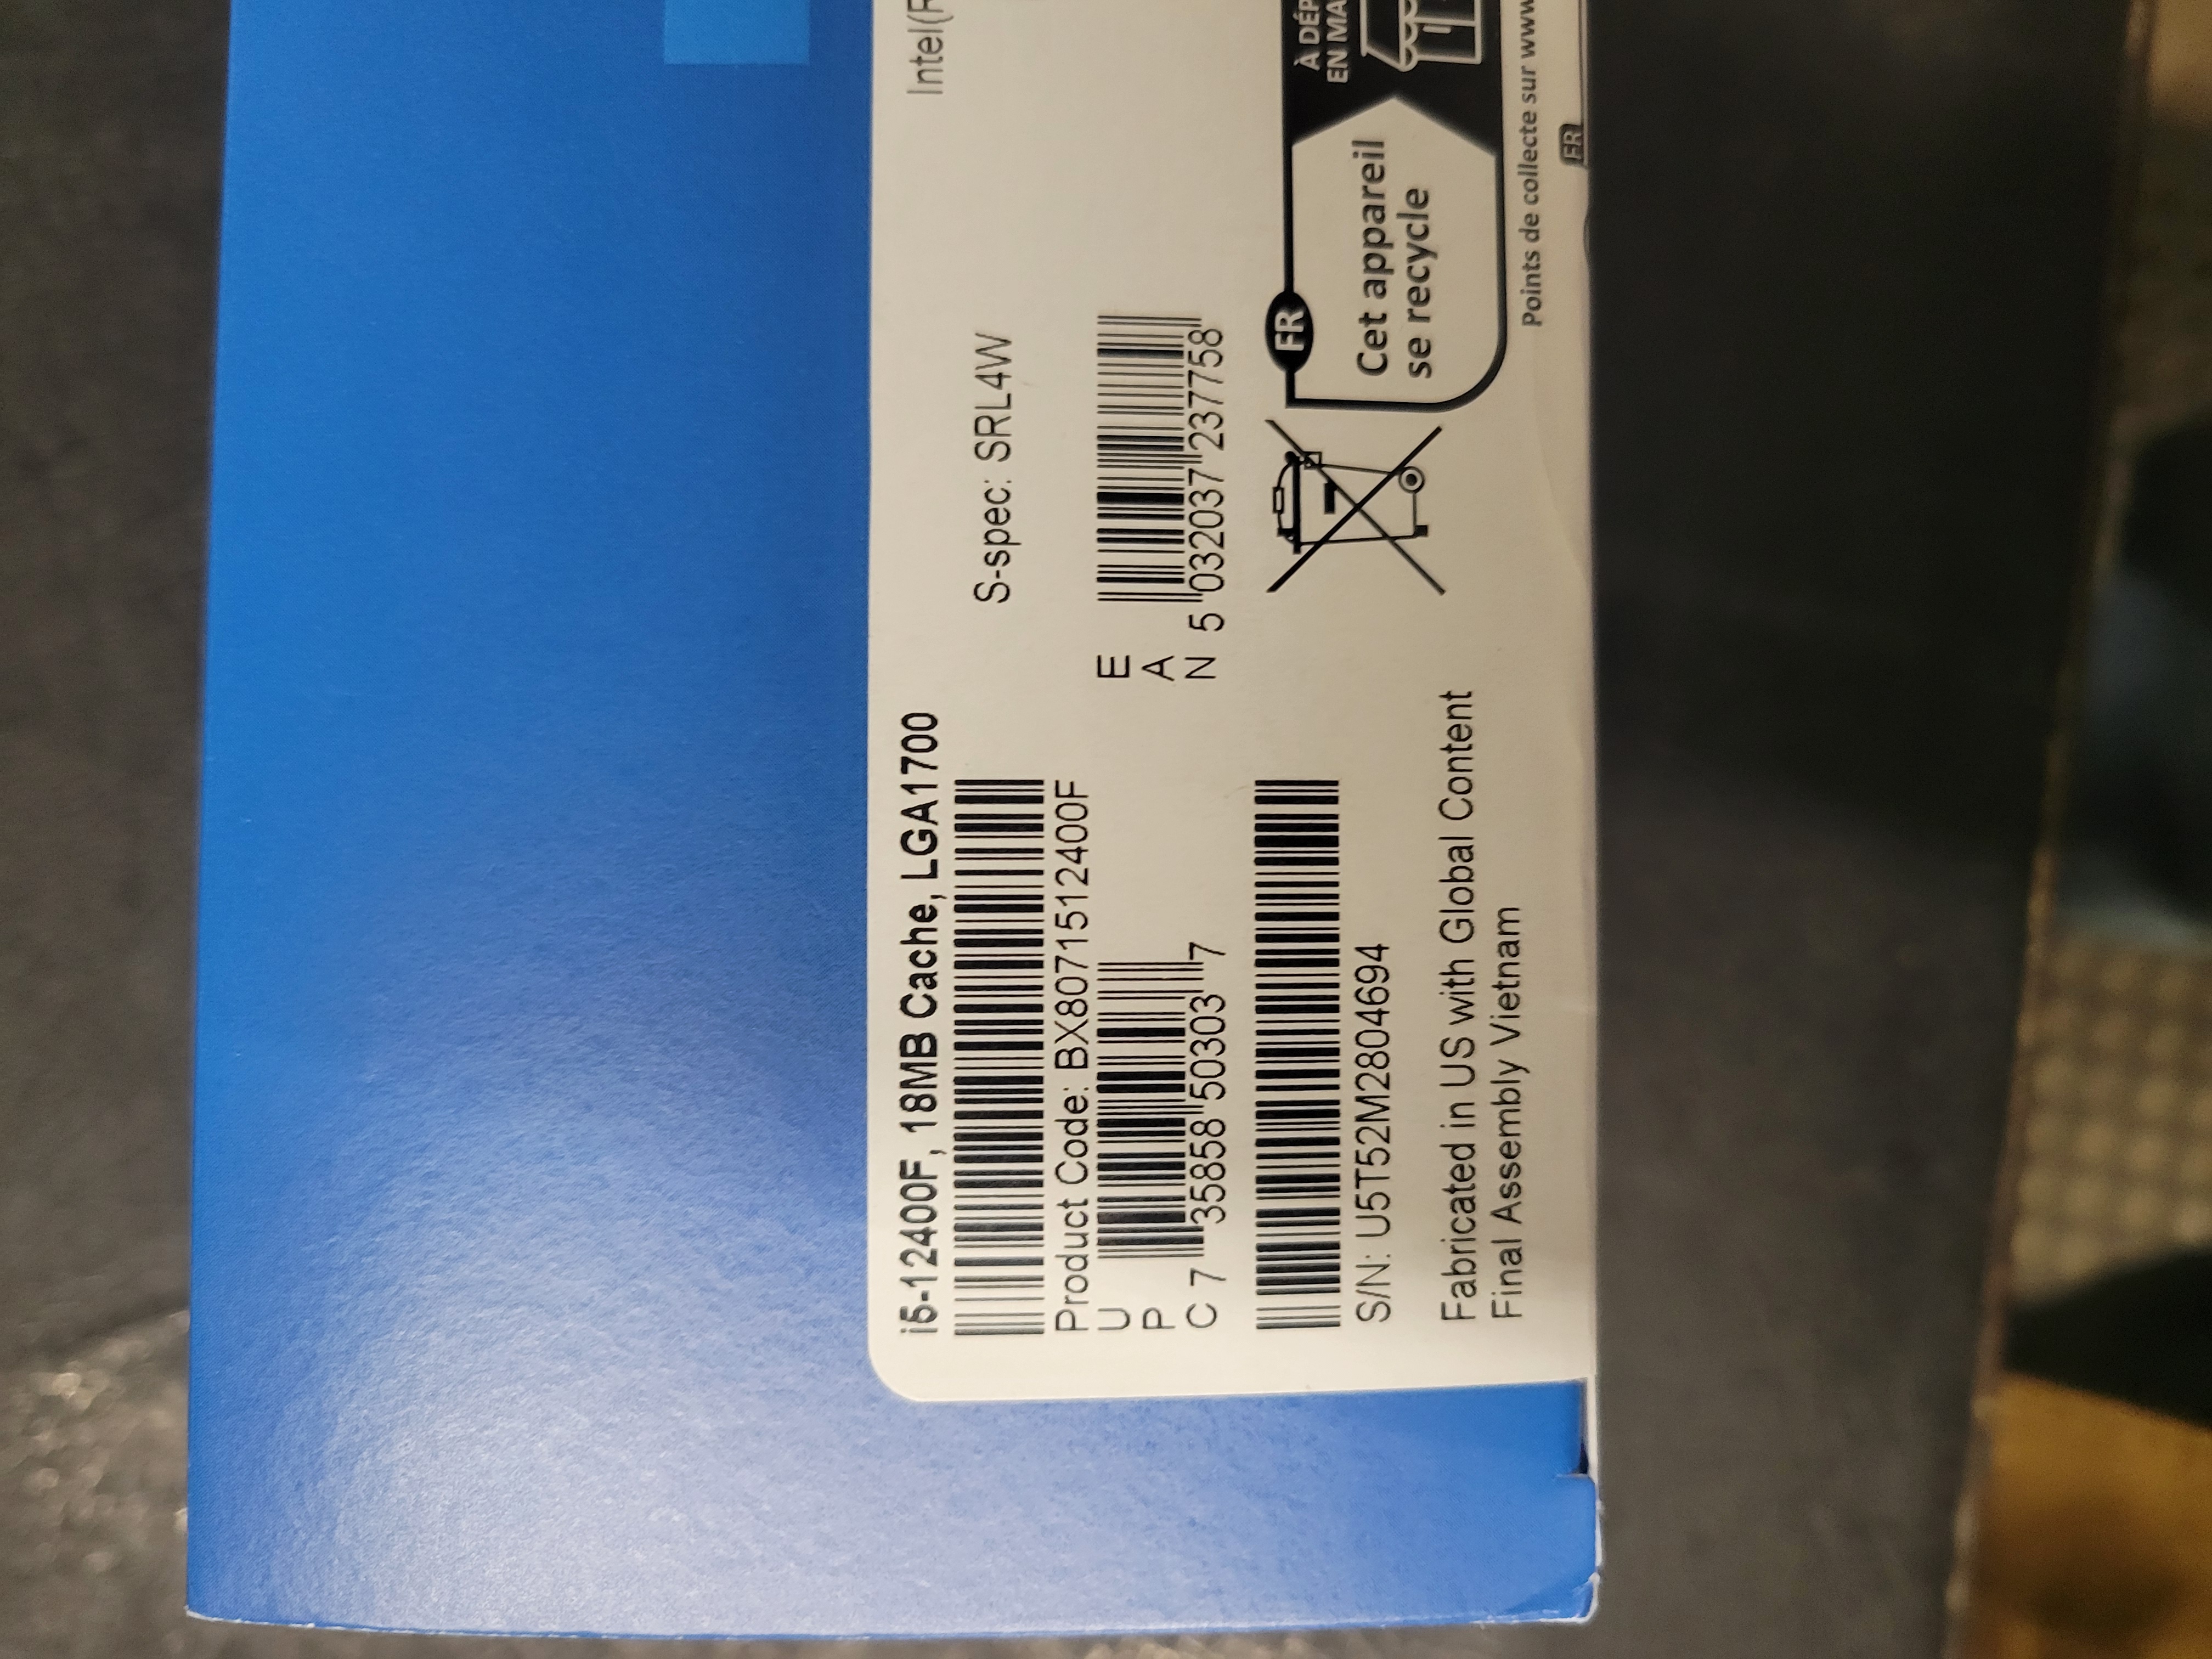 i5-12400F, 18MB Cache, LGA1700
Intel(R
S-spec: SRL4W
Product Code: BX8071512400F
U
P
C
7 35858 50303 7
E
A
N
5 032037 237758
S/N: U5T52M2804694
Fabricated in US with Global Content
Final Assembly Vietnam
FR
Cet appareil
se recycle
À DÉP
EN MA
Points de collecte sur www
FR